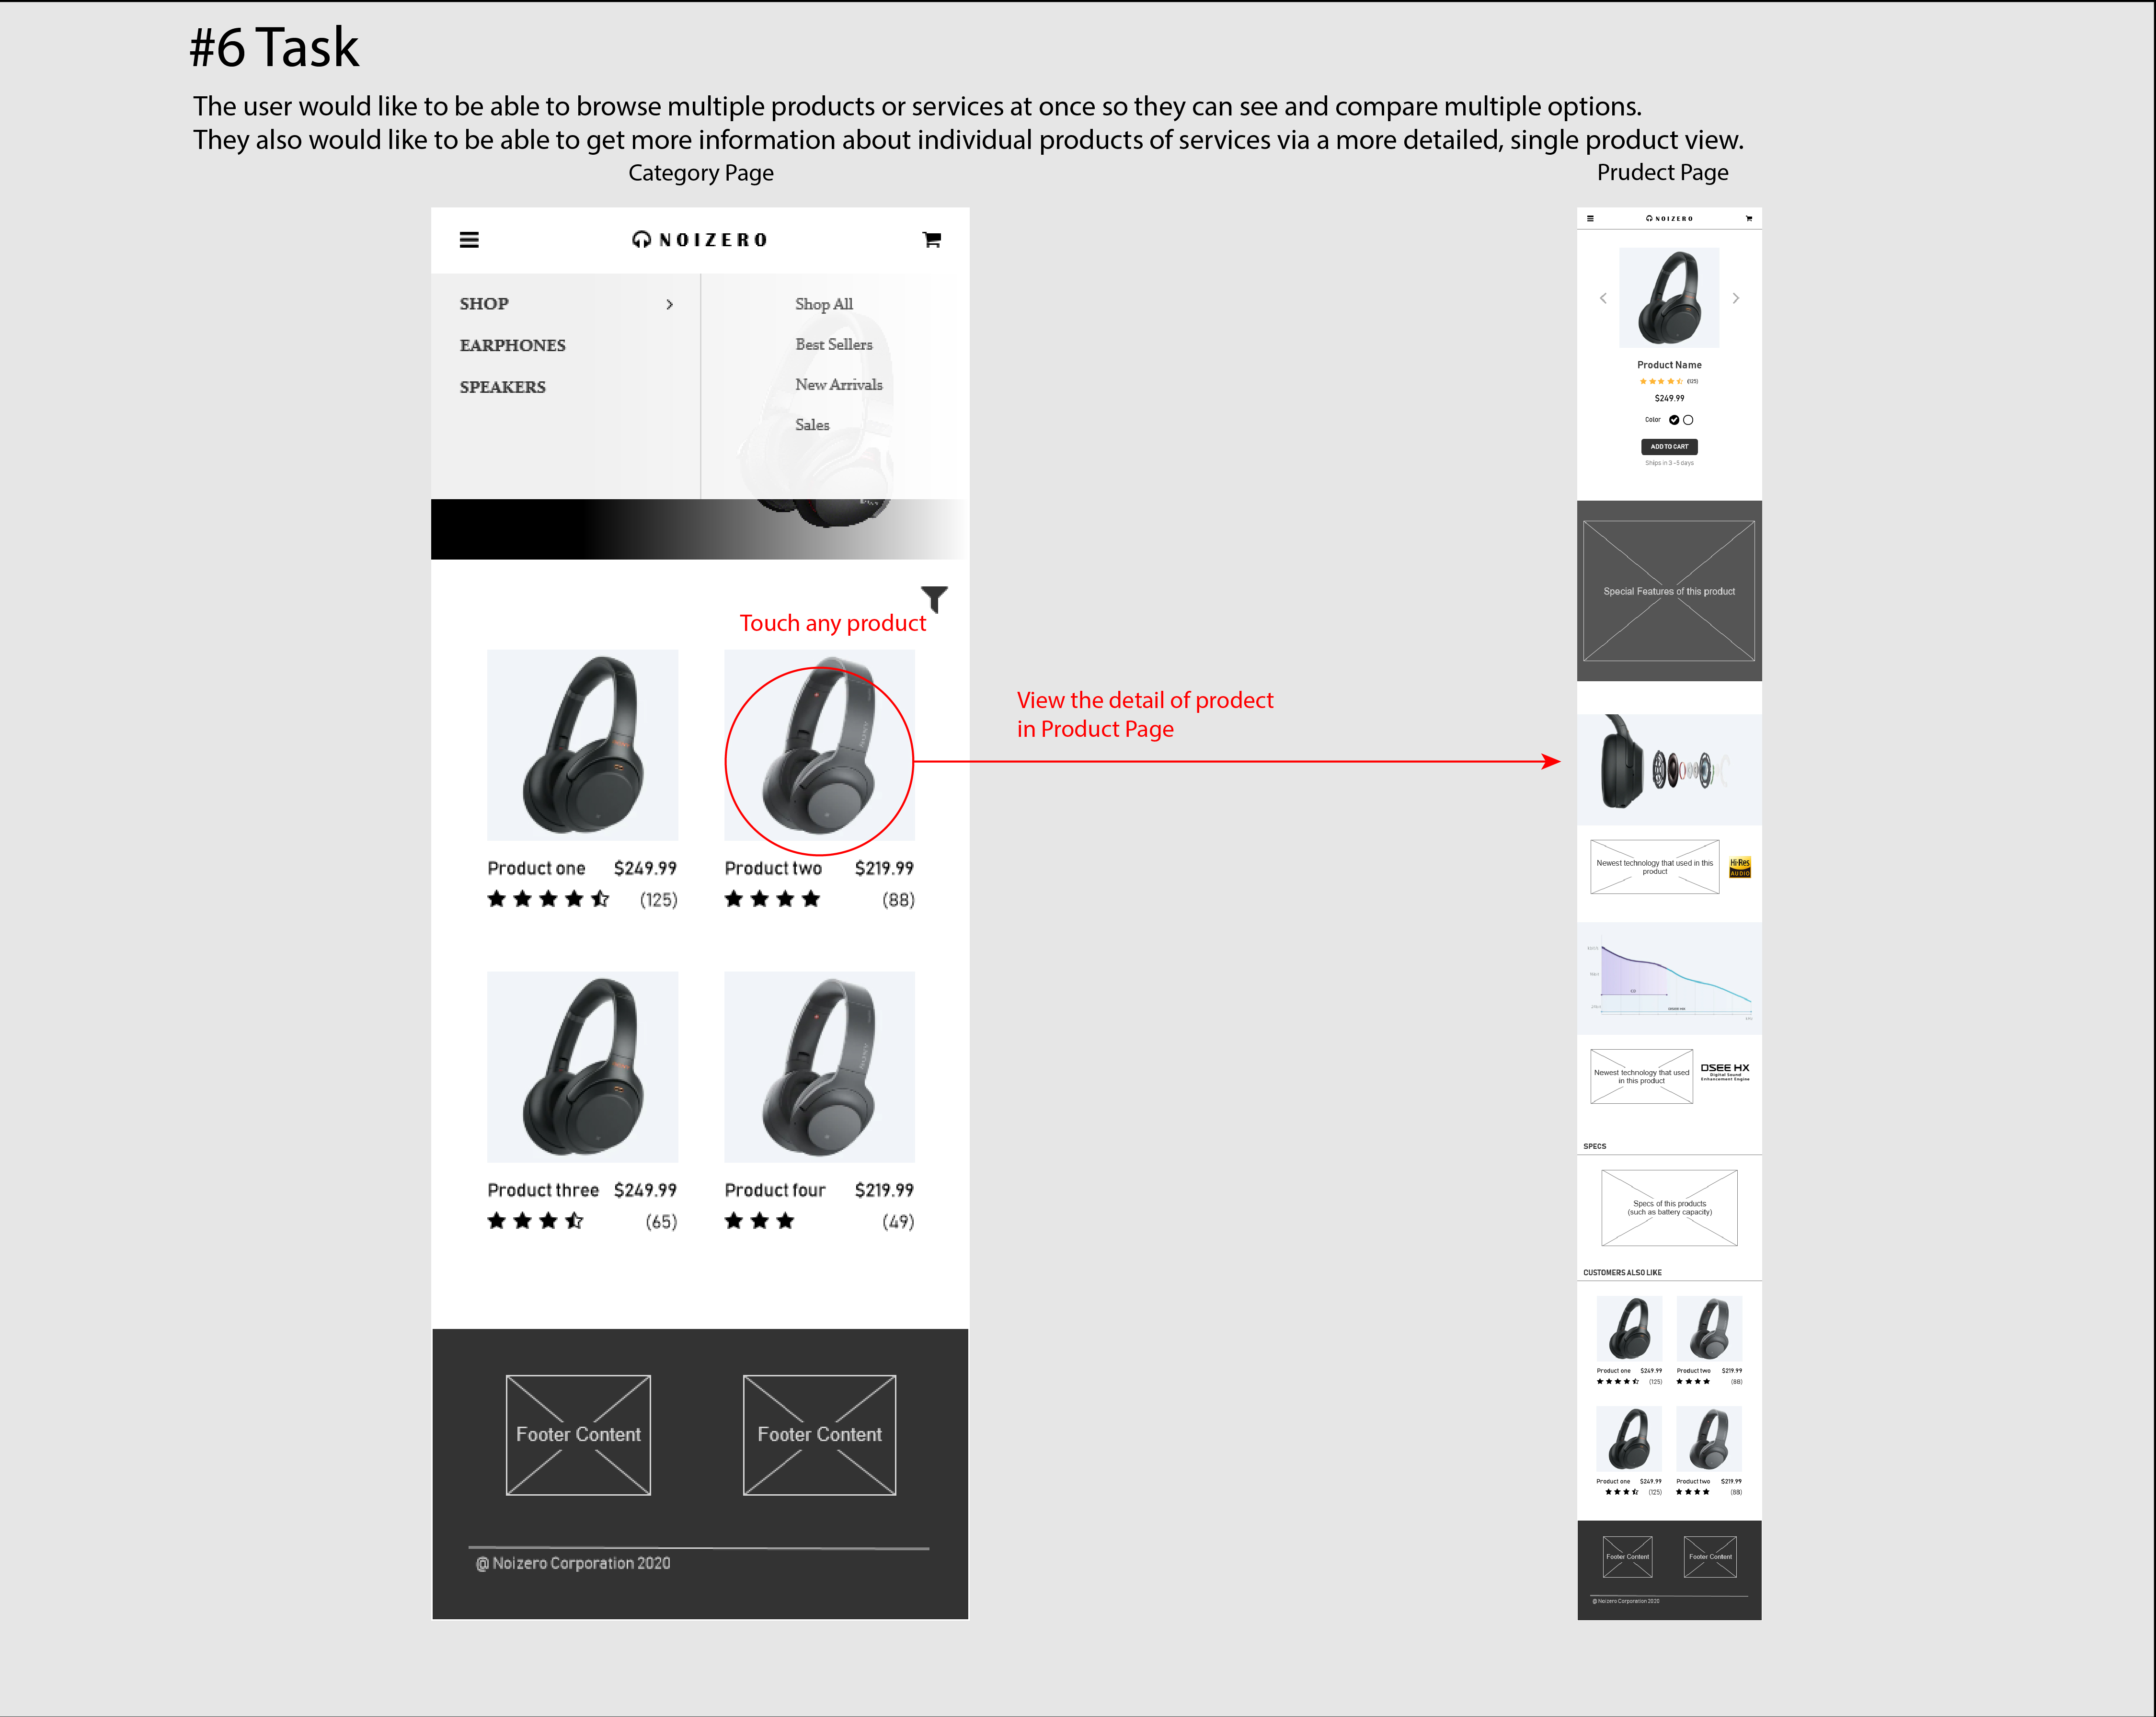 #6 Task
The user would like to be able to browse multiple products or services at once so they can see and compare multiple options.
They also would like to be able to get more information about individual products of services via a more detailed, single product view.
Category Page
NOIZERO
SHOP
EARPHONES
SPEAKERS
Shop All
Best Sellers
New Arrivals
Sales
Touch any product
Product one $249.99
(125)
Product two $219.99
(88)
Product three $249.99
(65)
Product four $219.99
(49)
Footer Content
Footer Content
@ Noizero Corporation 2020
View the detail of prodect
in Product Page
Prudect Page
NOIZERO
Product Name
(125)
$249.99
Color
ADD TO CART
Ships in 3 -5 days
Special Features of this product
Newest technology that used in this
product
Hi-Res
AUDIO
Newest technology that used
in this product
DSEE HX
Digital Sound
Enhancement Engine
SPECS
Specs of this products
(such as battery capacity)
CUSTOMERS ALSO LIKE
Product one $249.99
(125)
Product two $219.99
(88)
Product one $249.99
(125)
Product two $219.99
(88)
Footer Content
Footer Content
@ Noizero Corporation 2020